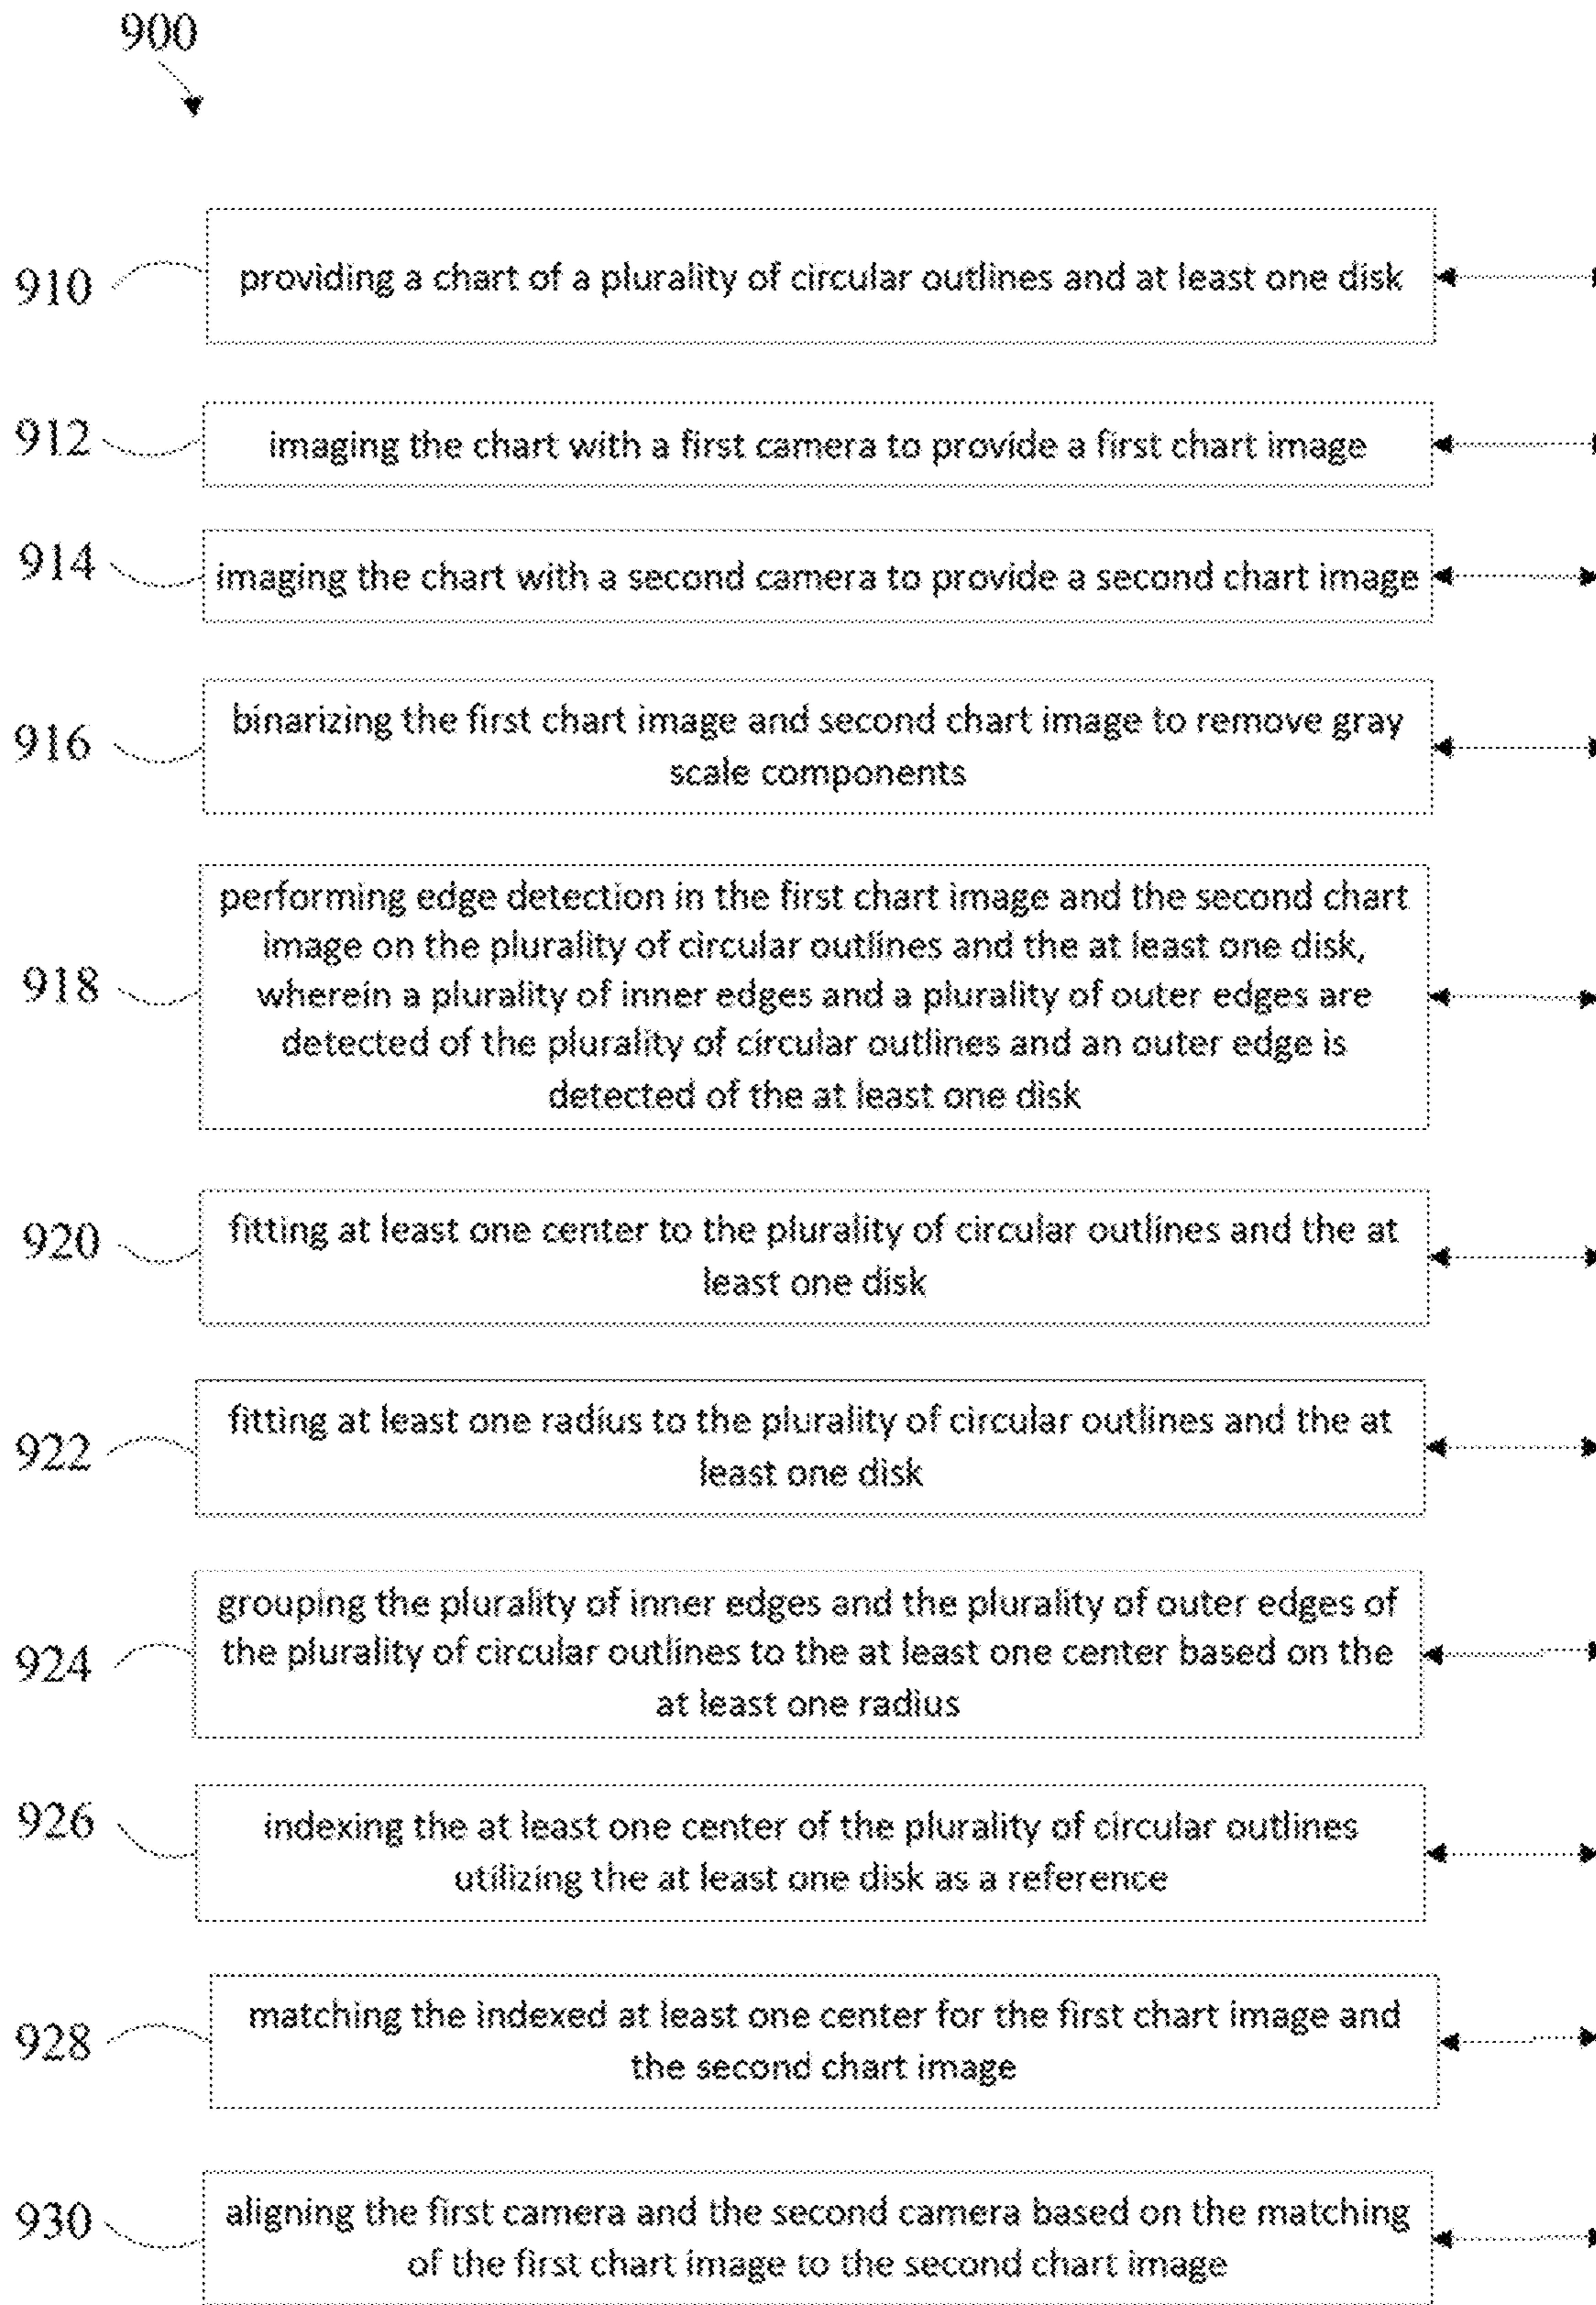 900
910
providing a chart of a plurality of circular outlines and at least one disk
912
imaging the chart with a first camera to provide a first chart image
914
imaging the chart with a second camera to provide a second chart image
916
binarizing the first chart image and second chart image to remove gray
scale components
918
performing edge detection in the first chart image and the second chart
image on the plurality of circular outlines and the at least one disk,
wherein a plurality of inner edges and a plurality of outer edges are
detected of the plurality of circular outlines and an outer edge is
detected of the at least one disk
920
fitting at least one center to the plurality of circular outlines and the at
least one disk
922
fitting at least one radius to the plurality of circular outlines and the at
least one disk
924
grouping the plurality of inner edges and the plurality of outer edges of
the plurality of circular outlines to the at least one center based on the
at least one radius
926
indexing the at least one center of the plurality of circular outlines
utilizing the at least one disk as a reference
928
matching the indexed at least one center for the first chart image and
the second chart image
930
aligning the first camera and the second camera based on the matching
of the first chart image to the second chart image